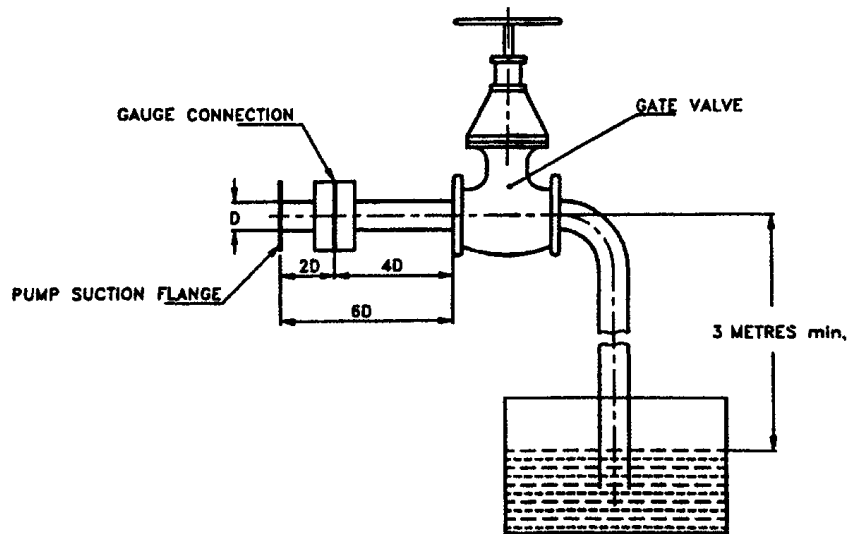 GATE VALVE
GAUGE CONNECTION
D
2D 4D
PUMP SUCTION FLANGE
6D
3 METRES min,